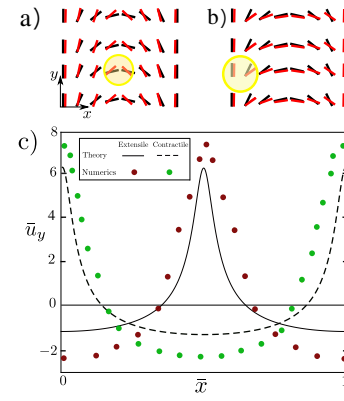 a)
b)
y
x
c)
8
6
4
2
0
−2
ū_y
Extensile Contractile
Theory
Numerics
0
x̄